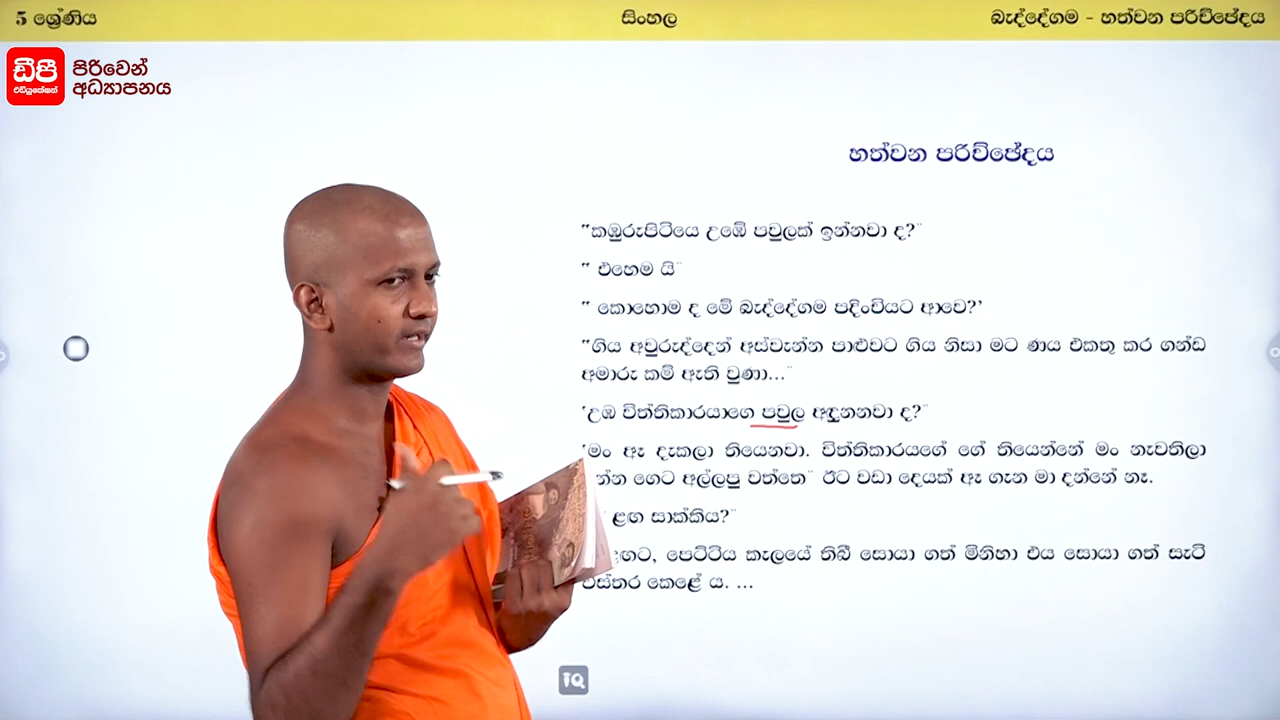 5 ශ්‍රේණිය
සිංහල
බැද්දේගම - හත්වන පරිච්ඡේදය
ඩීපී
එඩියුකේෂන්
පිරිවෙන්
අධ්‍යාපනය
හත්වන පරිච්ඡේදය
"කඹුරුපිටියෙ උඹේ පවුලක් ඉන්නවා ද?"
" එහෙම යි"
" කොහොම ද මේ බැද්දේගම පදිංචියට ආවෙ?'
"ගිය අවුරුද්දෙන් අස්වැන්න පාළුවට ගිය නිසා මට ණය එකතු කර ගන්ඩ
අමාරු කම් ඇති වුණා..."
'උඹ විත්තිකාරයාගෙ පවුල අඳුනනවා ද?"
'මං ඈ දැකලා තියෙනවා. විත්තිකාරයගේ ගේ තියෙන්නේ මං නැවතිලා
න්න ගෙට අල්ලපු වත්තෙ" ඊට වඩා දෙයක් ඈ ගැන මා දන්නේ නෑ.
ළඟ සාක්කිය?"
පෙට්ටිය කැලයේ තිබී සොයා ගත් මිනිහා එය සොයා ගත් සැටි
විස්තර කෙළේ ය. ...